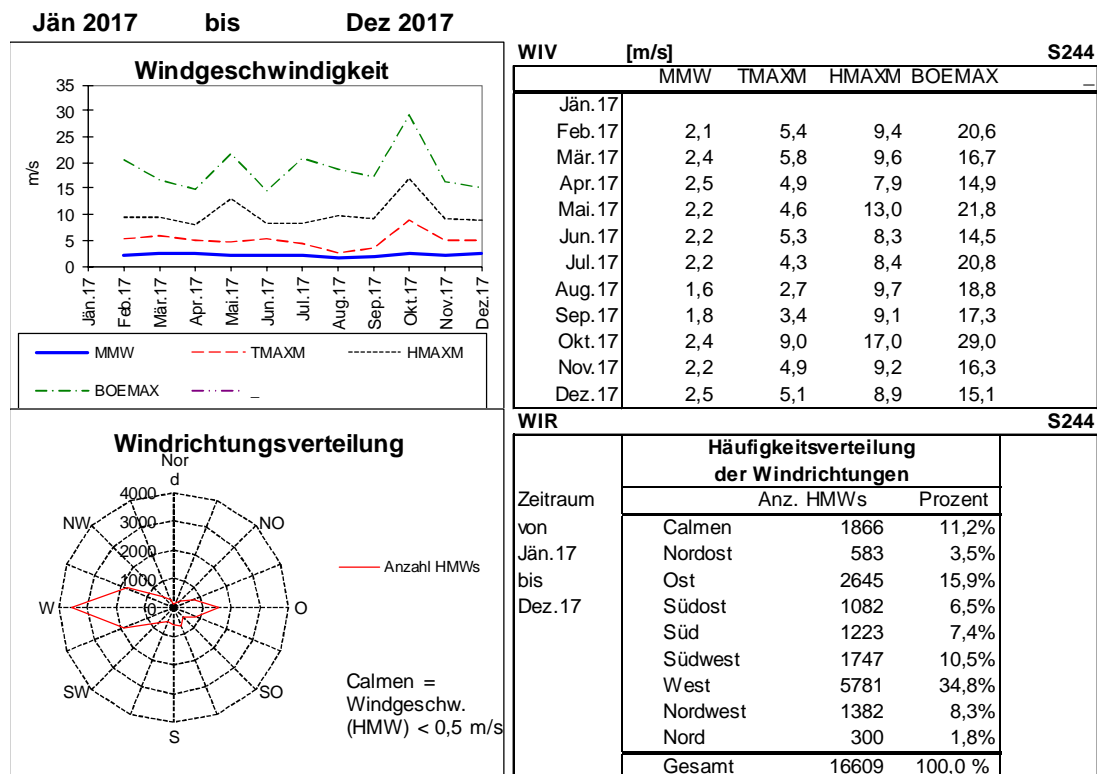 Jän 2017 bis Dez 2017
Windgeschwindigkeit
m/s
35
30
25
20
15
10
5
0
Jän.17 Feb.17 Mär.17 Apr.17 Mai.17 Jun.17 Jul.17 Aug.17 Sep.17 Okt.17 Nov.17 Dez.17
MMW TMAXM HMAXM
BOEMAX _
WIV [m/s] S244
MMW TMAXM HMAXM BOEMAX _
Jän.17
Feb.17 2,1 5,4 9,4 20,6
Mär.17 2,4 5,8 9,6 16,7
Apr.17 2,5 4,9 7,9 14,9
Mai.17 2,2 4,6 13,0 21,8
Jun.17 2,2 5,3 8,3 14,5
Jul.17 2,2 4,3 8,4 20,8
Aug.17 1,6 2,7 9,7 18,8
Sep.17 1,8 3,4 9,1 17,3
Okt.17 2,4 9,0 17,0 29,0
Nov.17 2,2 4,9 9,2 16,3
Dez.17 2,5 5,1 8,9 15,1
Windrichtungsverteilung
Nor
d
4000
3000
2000
1000
0
NW NO
W O
SW SO
S
Anzahl HMWs
Calmen =
Windgeschw.
(HMW) < 0,5 m/s
WIR S244
Häufigkeitsverteilung
der Windrichtungen
Zeitraum Anz. HMWs Prozent
von Calmen 1866 11,2%
Jän.17 Nordost 583 3,5%
bis Ost 2645 15,9%
Dez.17 Südost 1082 6,5%
Süd 1223 7,4%
Südwest 1747 10,5%
West 5781 34,8%
Nordwest 1382 8,3%
Nord 300 1,8%
Gesamt 16609 100,0 %